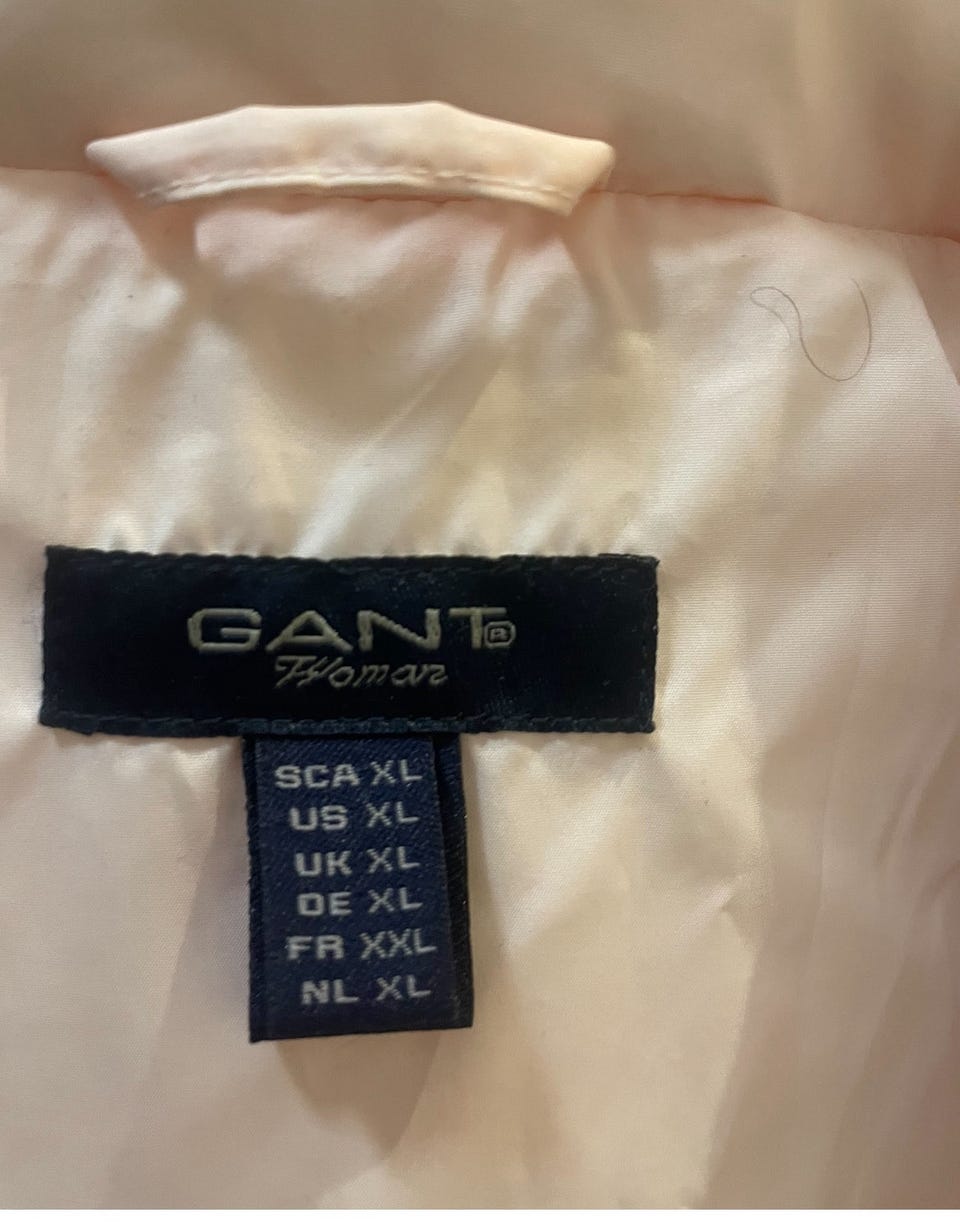 GANT®
Woman
SCA XL
US XL
UK XL
DE XL
FR XXL
NL XL